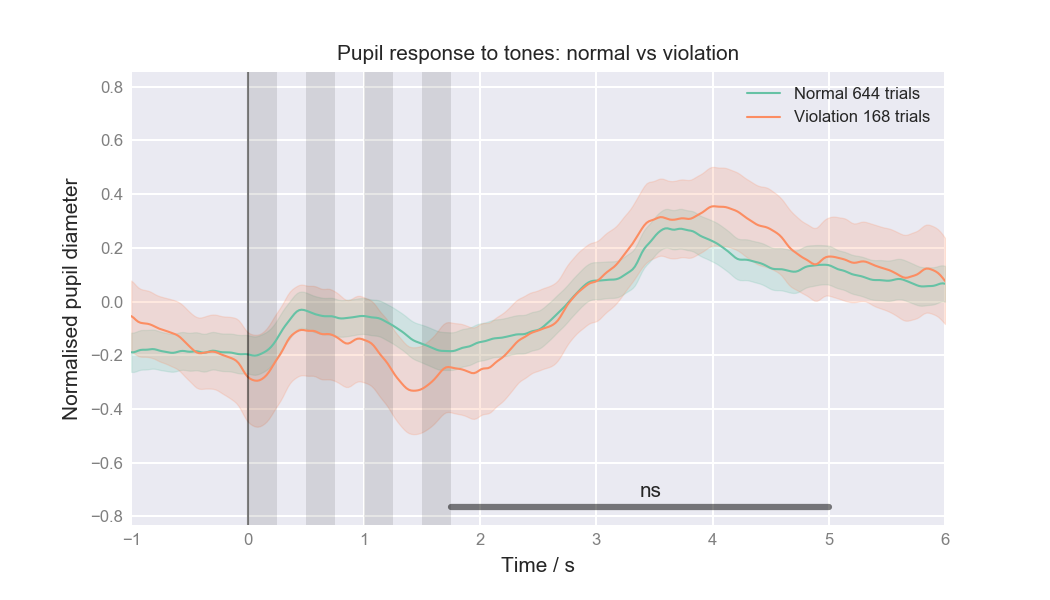 Pupil response to tones: normal vs violation
Normal 644 trials
Violation 168 trials
Normalised pupil diameter
0.8
0.6
0.4
0.2
0.0
−0.2
−0.4
−0.6
−0.8
ns
−1 0 1 2 3 4 5 6
Time / s